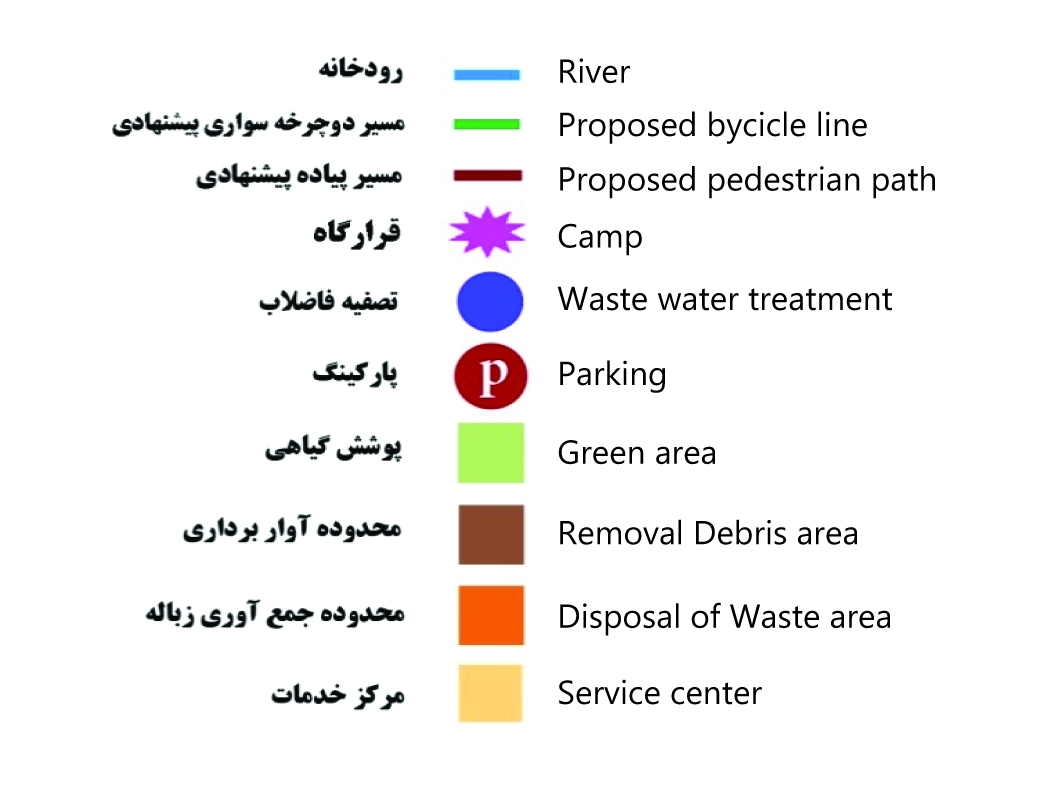 رودخانه River
مسیر دوچرخه سواری پیشنهادی Proposed bycicle line
مسیر پیاده پیشنهادی Proposed pedestrian path
قرارگاه Camp
تصفیه فاضلاب Waste water treatment
پارکینگ p Parking
پوشش گیاهی Green area
محدوده آوار برداری Removal Debris area
محدوده جمع آوری زباله Disposal of Waste area
مرکز خدمات Service center